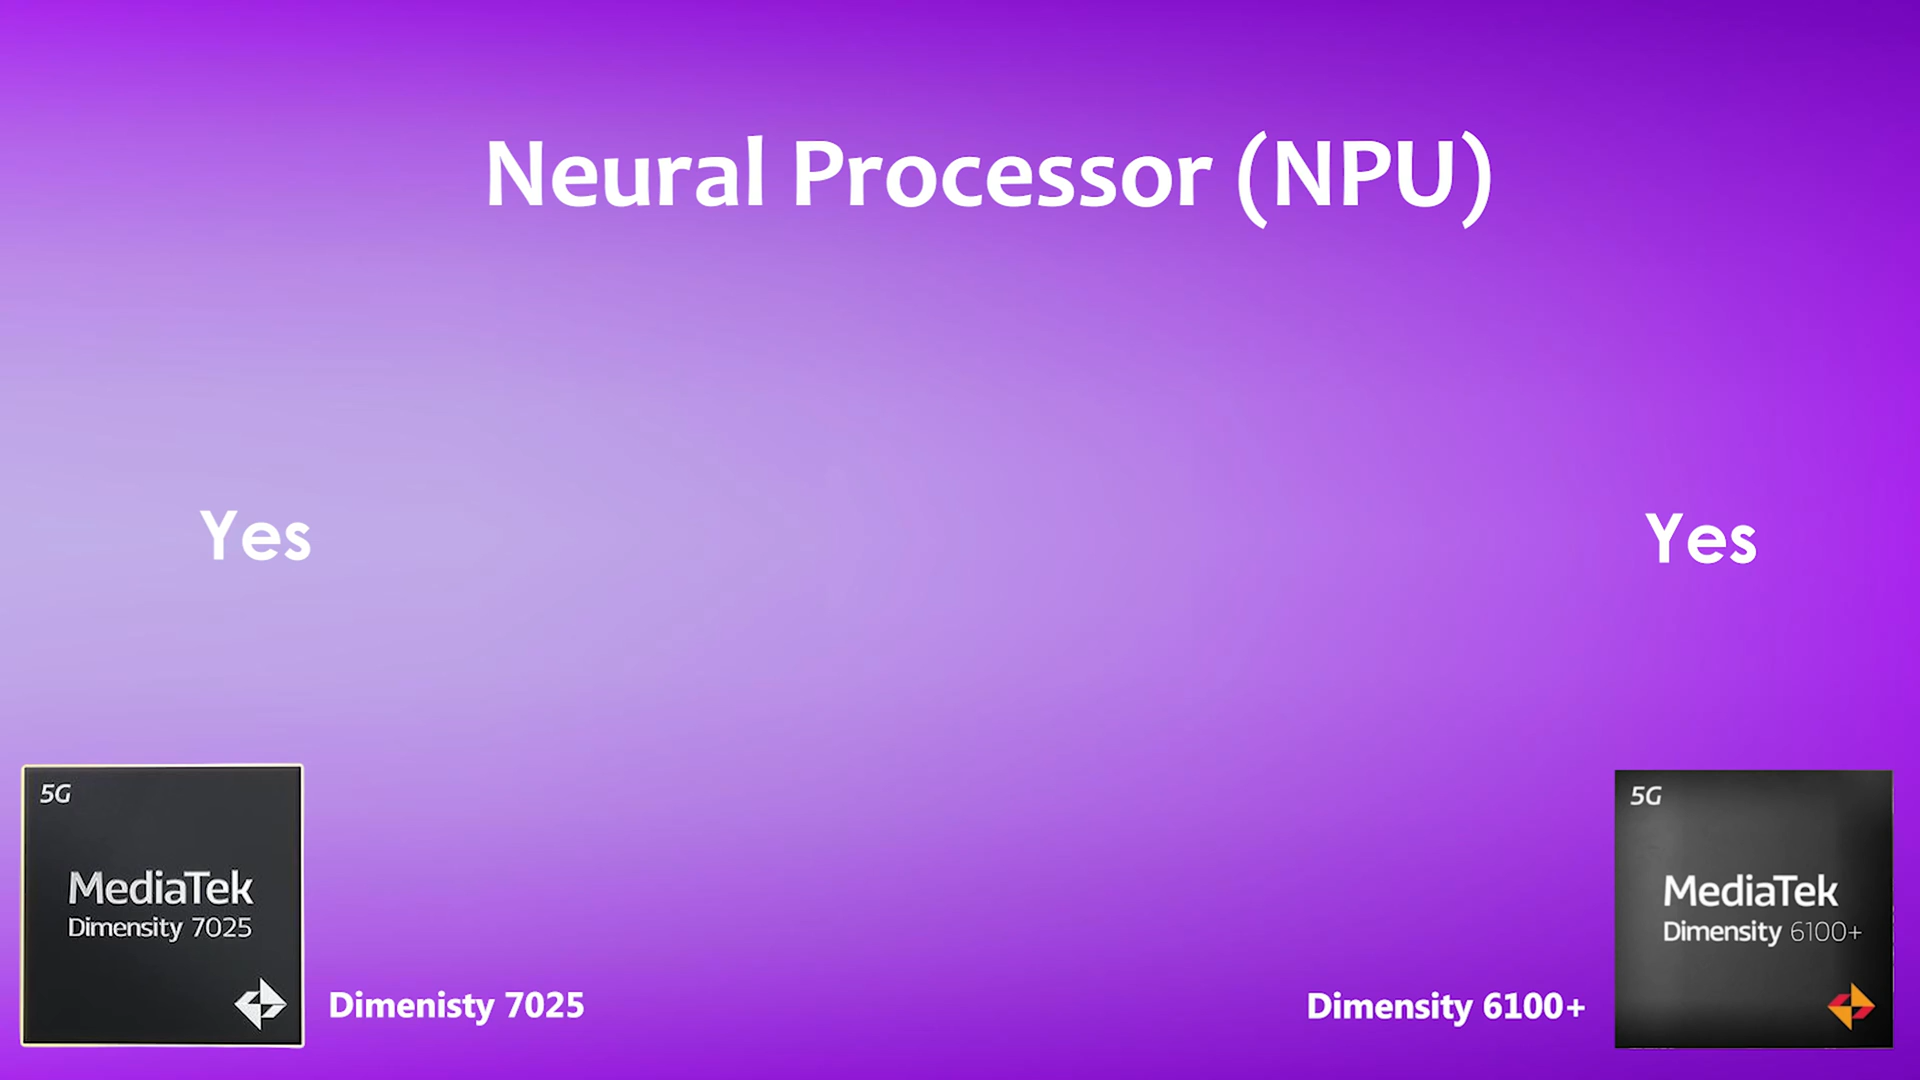 Neural Processor (NPU)
Yes
Yes
5G
MediaTek
Dimensity 7025
Dimenisty 7025
Dimensity 6100+
5G
MediaTek
Dimensity 6100+